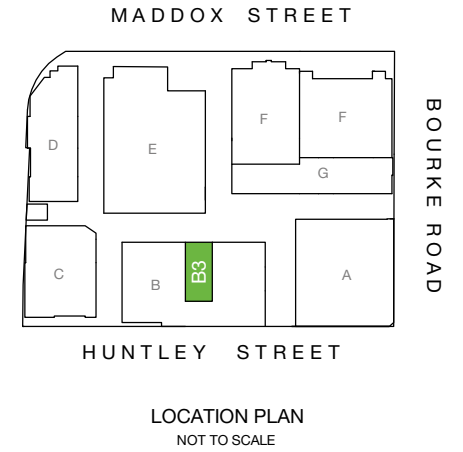 MADDOX STREET
D
E
F
F
G
BOURKE ROAD
C
B
B3
A
HUNTLEY STREET
LOCATION PLAN
NOT TO SCALE